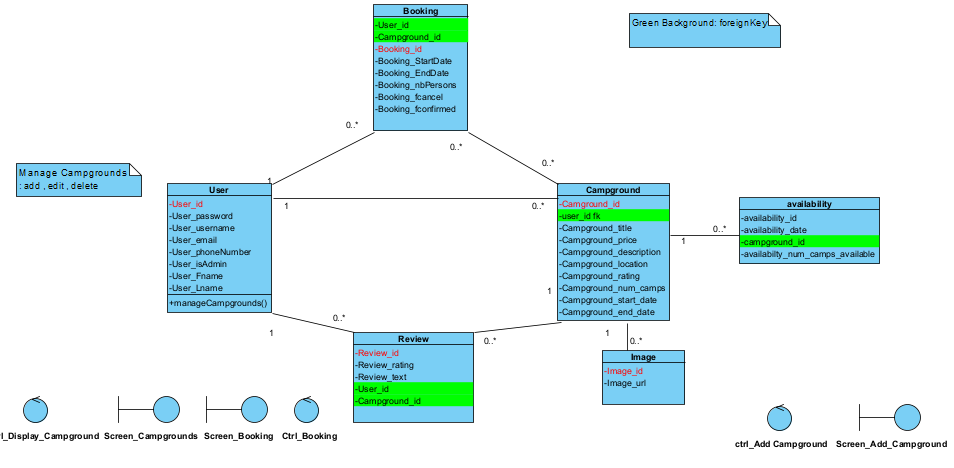 Booking
-User_id
-Campground_id
-Booking_id
-Booking_StartDate
-Booking_EndDate
-Booking_nbPersons
-Booking_fcancel
-Booking_fconfirmed
Green Background: foreignKey
0..*
0..*
0..*
Manage Campgrounds
: add , edit , delete
1
User
-User_id
-User_password
-User_username
-User_email
-User_phoneNumber
-User_isAdmin
-User_Fname
-User_Lname
+manageCampgrounds()
1
0..*
Campground
-Camground_id
-user_id fk
-Campground_title
-Campground_price
-Campground_description
-Campground_location
-Campground_rating
-Campground_num_camps
-Campground_start_date
-Campground_end_date
1
0..*
availability
-availability_id
-availability_date
-campground_id
-availabilty_num_camps_available
1
0..*
1
0..*
1
0..*
Review
-Review_id
-Review_rating
-Review_text
-User_id
-Campground_id
Image
-Image_id
-Image_url
l_Display_Campground
Screen_Campgrounds
Screen_Booking
Ctrl_Booking
ctrl_Add Campground
Screen_Add_Campground